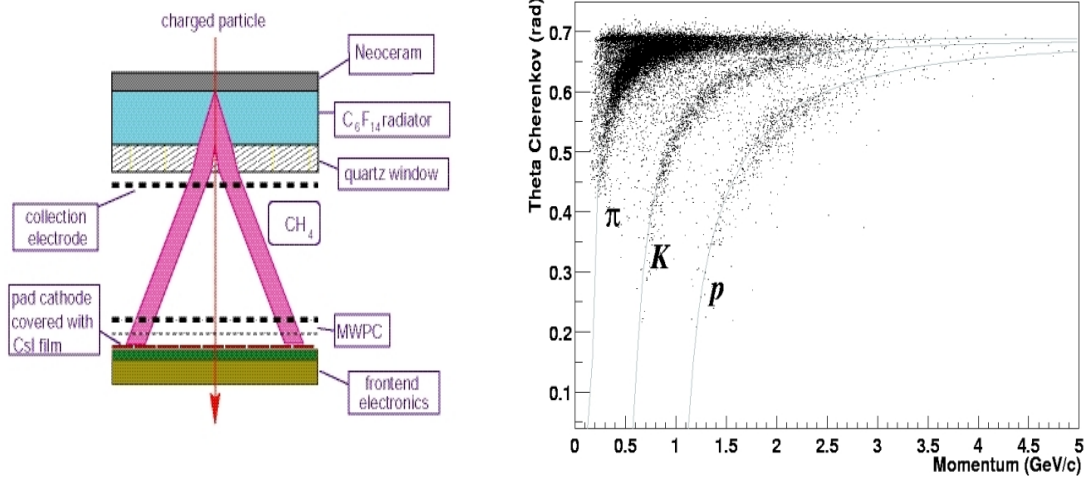 charged particle
Neoceram
C₆F₁₄ radiator
quartz window
collection
electrode
CH₄
pad cathode
covered with
CsI film
MWPC
frontend
electronics
Theta Cherenkov (rad)
0.7
0.6
0.5
0.4
0.3
0.2
0.1
π
K
p
0 0.5 1 1.5 2 2.5 3 3.5 4 4.5 5
Momentum (GeV/c)